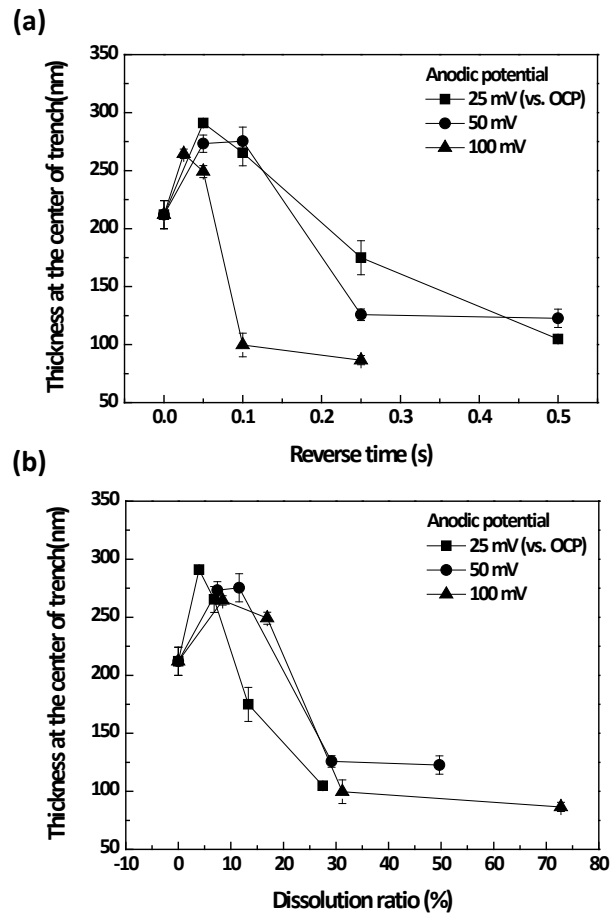 (a)
350
300
250
200
150
100
50
Thickness at the center of trench(nm)
Anodic potential
25 mV (vs. OCP)
50 mV
100 mV
0.0 0.1 0.2 0.3 0.4 0.5
Reverse time (s)
(b)
350
300
250
200
150
100
50
Thickness at the center of trench(nm)
Anodic potential
25 mV (vs. OCP)
50 mV
100 mV
-10 0 10 20 30 40 50 60 70 80
Dissolution ratio (%)